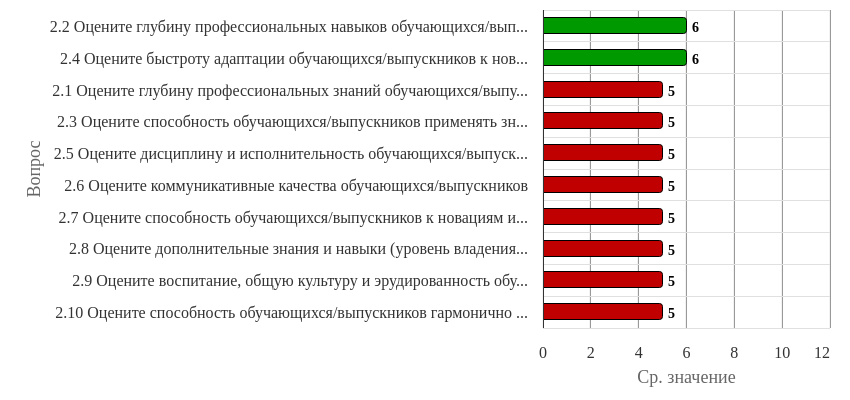 2.2 Оцените глубину профессиональных навыков обучающихся/вып... 6
2.4 Оцените быстроту адаптации обучающихся/выпускников к нов... 6
2.1 Оцените глубину профессиональных знаний обучающихся/выпу... 5
2.3 Оцените способность обучающихся/выпускников применять зн... 5
2.5 Оцените дисциплину и исполнительность обучающихся/выпуск... 5
2.6 Оцените коммуникативные качества обучающихся/выпускников 5
2.7 Оцените способность обучающихся/выпускников к новациям и... 5
2.8 Оцените дополнительные знания и навыки (уровень владения... 5
2.9 Оцените воспитание, общую культуру и эрудированность обу... 5
2.10 Оцените способность обучающихся/выпускников гармонично ... 5
Вопрос
0 2 4 6 8 10 12
Ср. значение